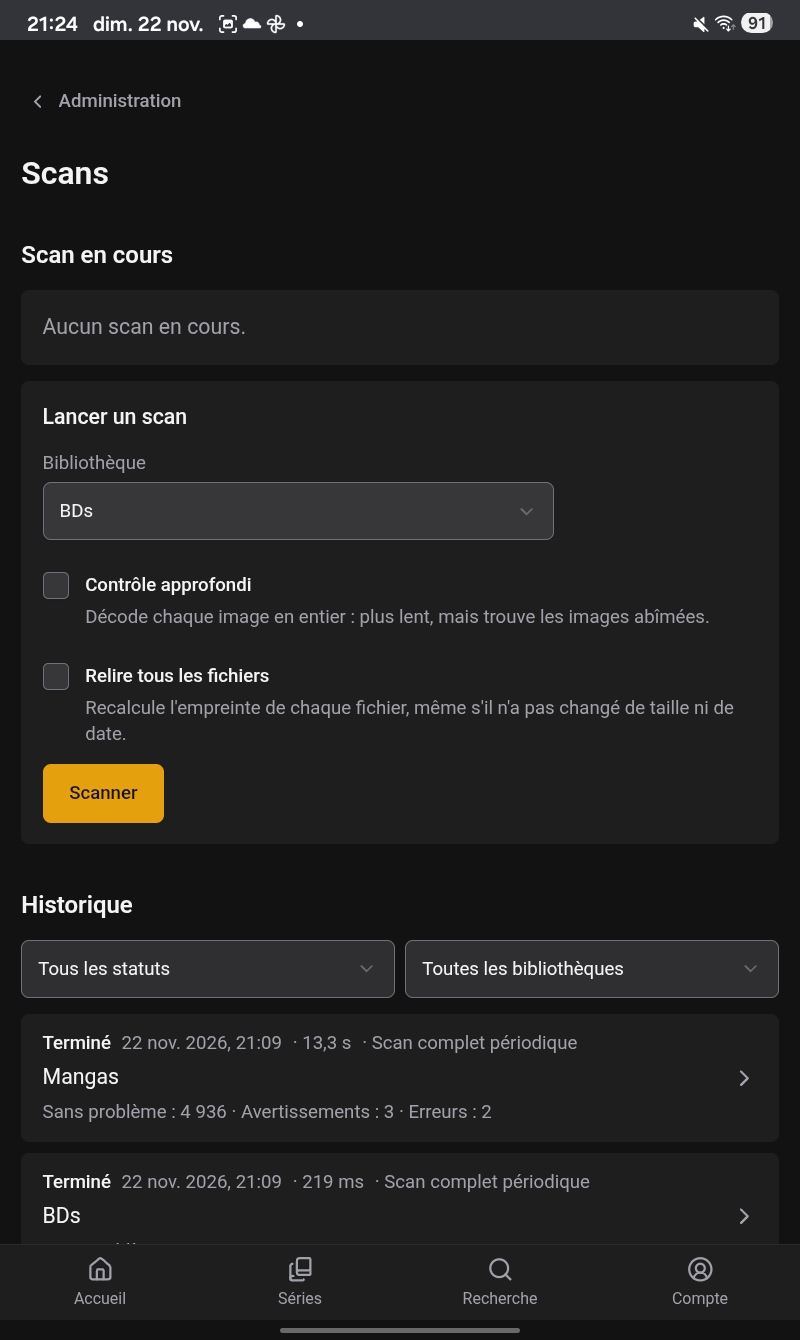 21:24 dim. 22 nov. 91
Administration
Scans
Scan en cours
Aucun scan en cours.
Lancer un scan
Bibliothèque
BDs
Contrôle approfondi
Décode chaque image en entier : plus lent, mais trouve les images abîmées.
Relire tous les fichiers
Recalcule l'empreinte de chaque fichier, même s'il n'a pas changé de taille ni de
date.
Scanner
Historique
Tous les statuts Toutes les bibliothèques
Terminé 22 nov. 2026, 21:09 · 13,3 s · Scan complet périodique
Mangas
Sans problème : 4 936 · Avertissements : 3 · Erreurs : 2
Terminé 22 nov. 2026, 21:09 · 219 ms · Scan complet périodique
BDs
Accueil Séries Recherche Compte